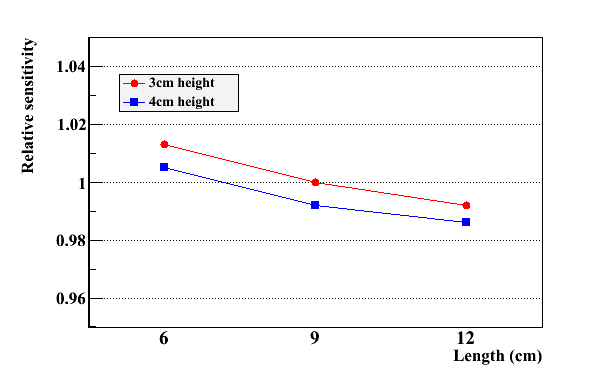 Relative sensitivity
1.04
1.02
1
0.98
0.96
3cm height
4cm height
6
9
12
Length (cm)